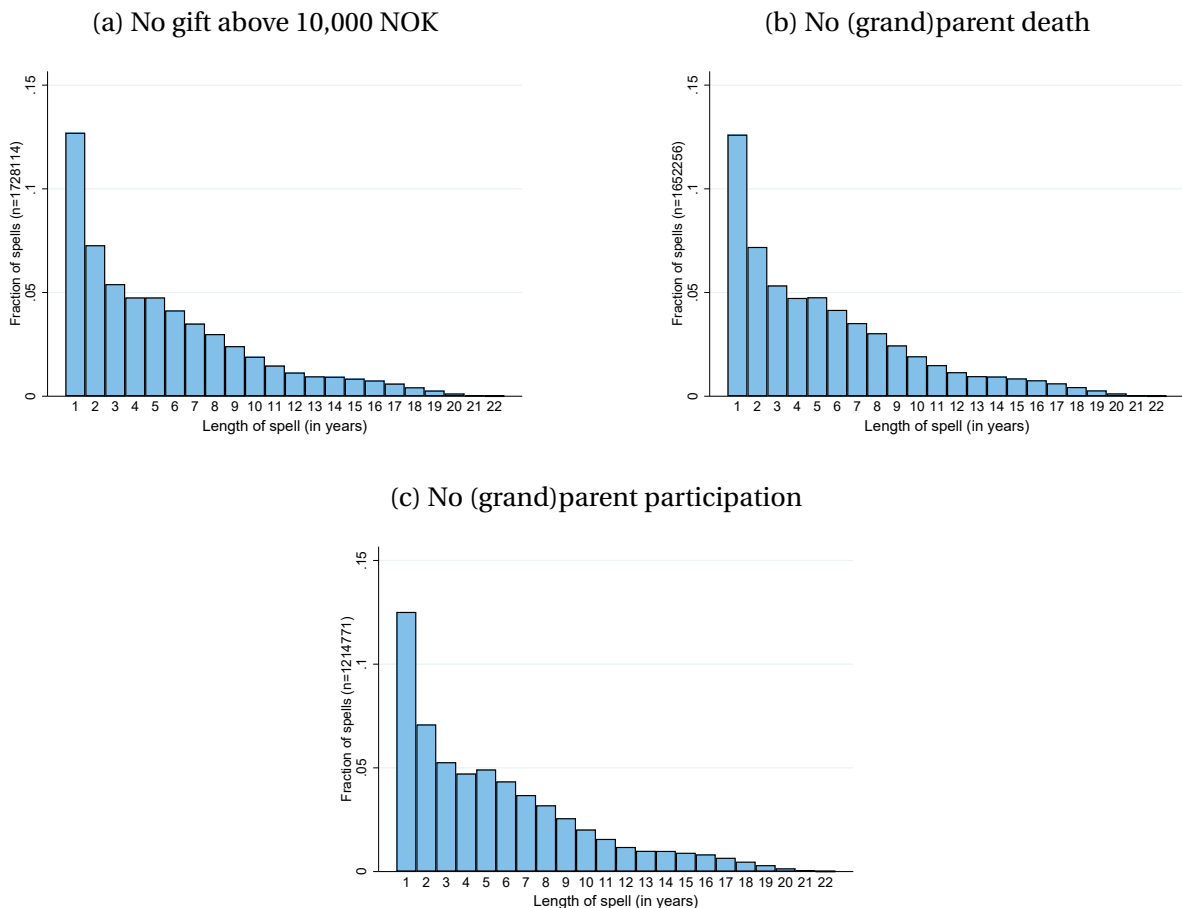 (a) No gift above 10,000 NOK
Fraction of spells (n=1728114)
.15
.1
.05
0
1 2 3 4 5 6 7 8 9 10 11 12 13 14 15 16 17 18 19 20 21 22
Length of spell (in years)
(b) No (grand)parent death
Fraction of spells (n=1652256)
.15
.1
.05
0
1 2 3 4 5 6 7 8 9 10 11 12 13 14 15 16 17 18 19 20 21 22
Length of spell (in years)
(c) No (grand)parent participation
Fraction of spells (n=1214771)
.15
.1
.05
0
1 2 3 4 5 6 7 8 9 10 11 12 13 14 15 16 17 18 19 20 21 22
Length of spell (in years)